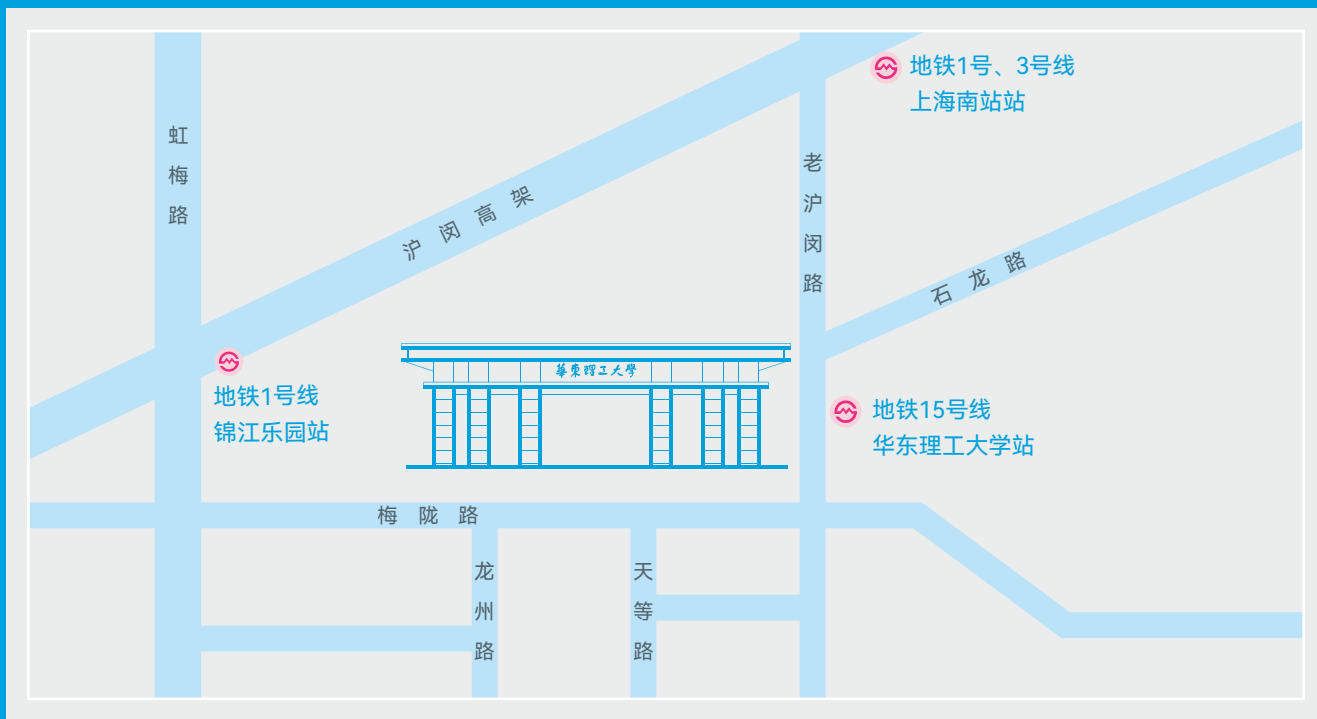 地铁1号、3号线
上海南站站
虹梅路
老沪闵路
沪闵高架
石龙路
華東理工大學
地铁1号线
锦江乐园站
地铁15号线
华东理工大学站
梅陇路
龙州路
天等路